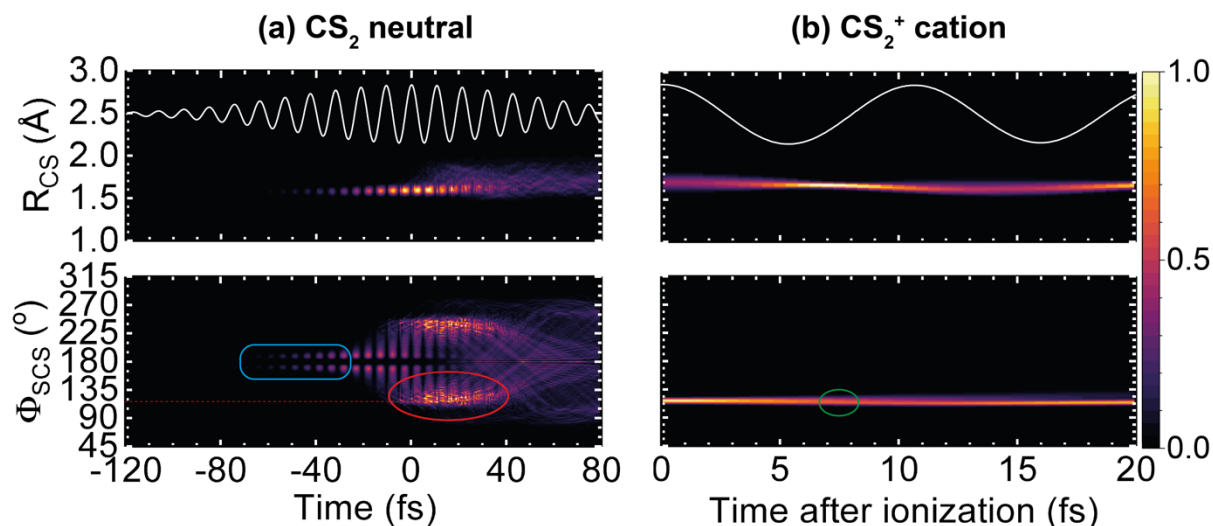 (a) CS₂ neutral
(b) CS₂⁺ cation
R_CS (Å)
3.0
2.5
2.0
1.5
1.0
Φ_SCS (º)
315
270
225
180
135
90
45
-120 -80 -40 0 40 80
Time (fs)
0 5 10 15 20
Time after ionization (fs)
1.0
0.5
0.0